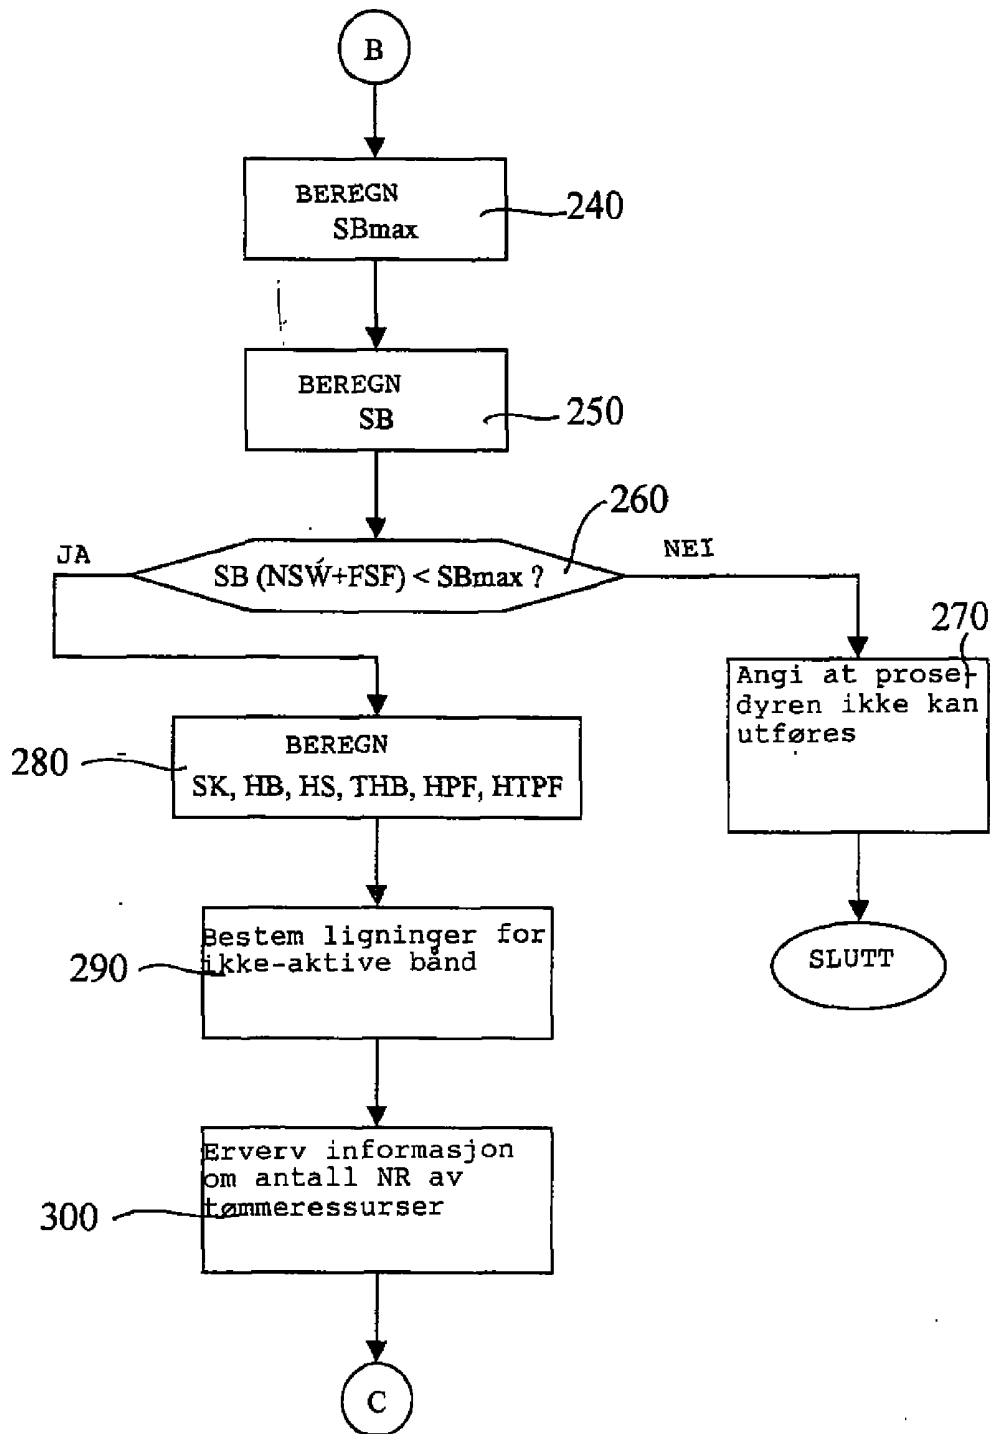 B
BEREGN
SBmax
240
BEREGN
SB
250
260
JA
NEI
SB (NSW+FSF) < SBmax ?
270
Angi at prose-
dyren ikke kan
utføres
BEREGN
280
SK, HB, HS, THB, HPF, HTPF
Bestem ligninger for
ikke-aktive bånd
290
SLUTT
Erverv informasjon
om antall NR av
tømmeressurser
300
C